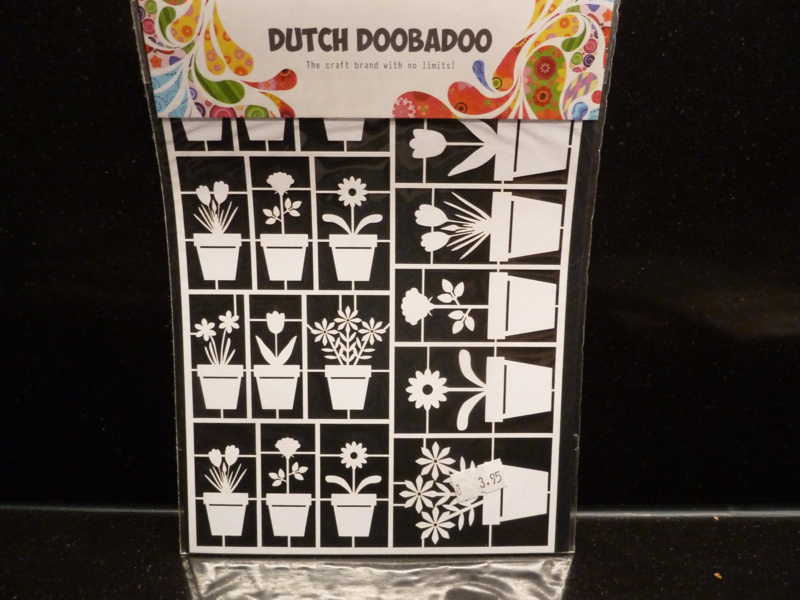 DUTCH DOOBADOO
The craft brand with no limits!
3.95